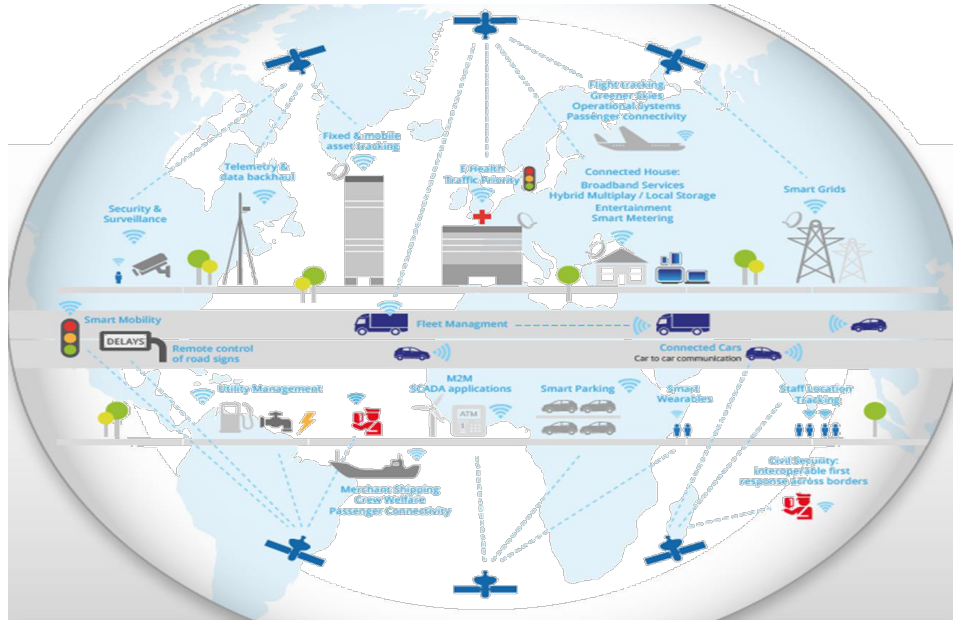 Flight tracking
Greener Skies
Operational Systems
Passenger connectivity
Fixed & mobile
asset tracking
Telemetry &
data backhaul
E Health
Traffic Priority
Connected House:
Broadband Services
Hybrid Multiplay / Local Storage
Entertainment
Smart Metering
Smart Grids
Security &
Surveillance
Smart Mobility
DELAYS
Remote control
of road signs
Fleet Managment
Connected Cars
Car to car communication
Utility Management
M2M
SCADA applications
ATM
Smart Parking
Smart
Wearables
Staff Location
Tracking
Civil Security:
interoperable first
response across borders
Merchant Shipping
Crew Welfare
Passenger Connectivity